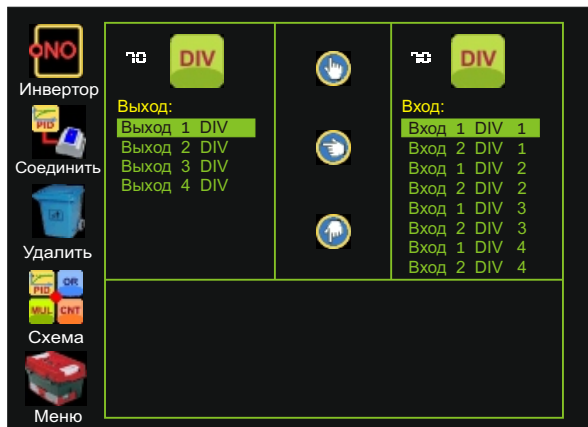 NO
Инвертор
PID
Соединить
Удалить
PID OR
MUL CNT
Схема
Меню
70 DIV
Выход:
Выход 1 DIV
Выход 2 DIV
Выход 3 DIV
Выход 4 DIV
70 DIV
Вход:
Вход 1 DIV 1
Вход 2 DIV 1
Вход 1 DIV 2
Вход 2 DIV 2
Вход 1 DIV 3
Вход 2 DIV 3
Вход 1 DIV 4
Вход 2 DIV 4